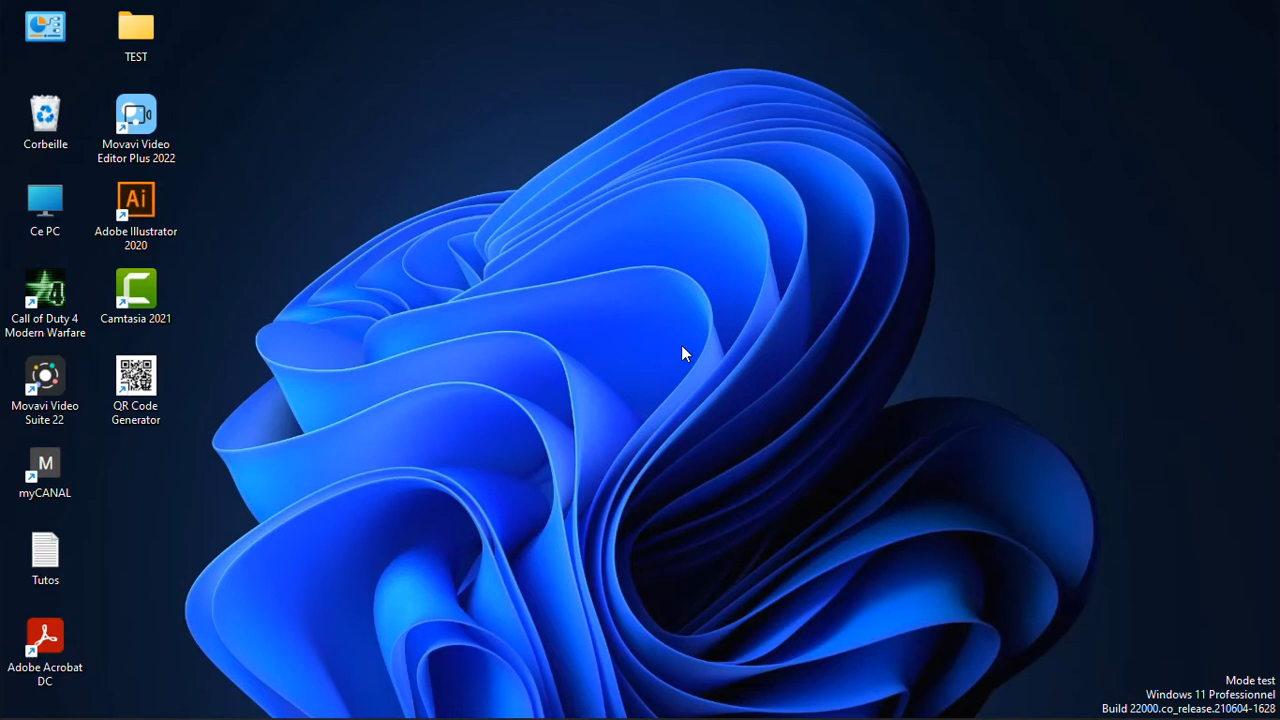 TEST
Corbeille
Movavi Video
Editor Plus 2022
Ce PC
Ai
Adobe Illustrator
2020
4
Call of Duty 4
Modern Warfare
Camtasia 2021
Movavi Video
Suite 22
QR Code
Generator
M
myCANAL
Tutos
Adobe Acrobat
DC
Mode test
Windows 11 Professionnel
Build 22000.co_release.210604-1628